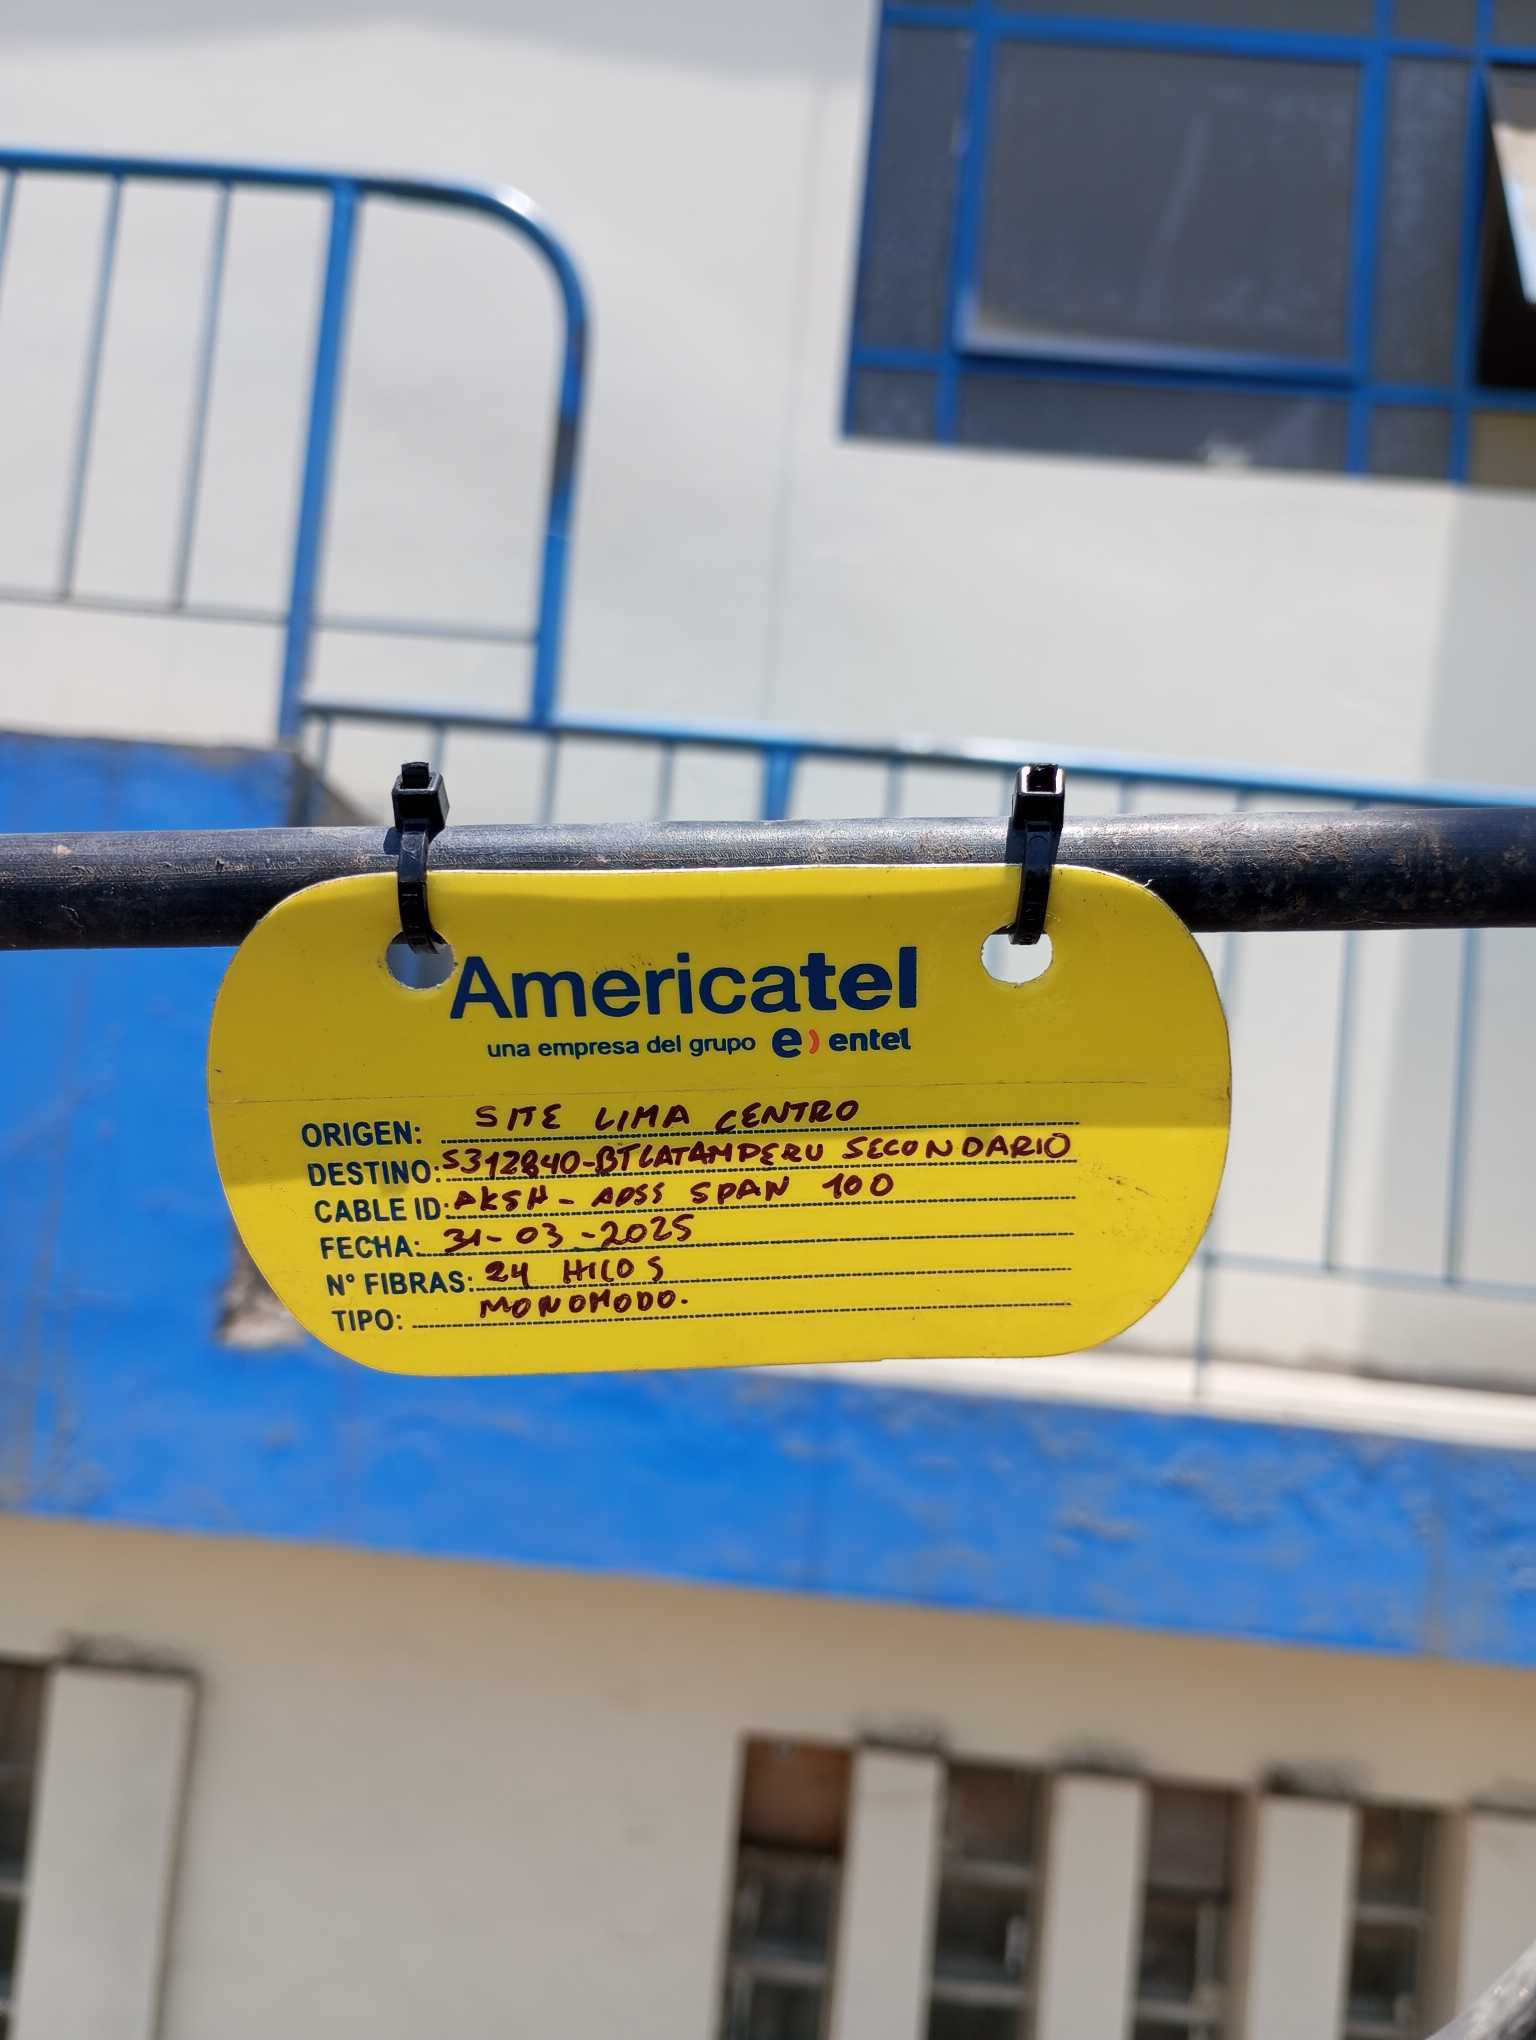 Americatel
una empresa del grupo e) entel
ORIGEN: SITE LIMA CENTRO
DESTINO: S312840-BTLATAMPERU SECONDARIO
CABLE ID: AKSH - ADSS SPAN 100
FECHA: 31-03-2025
N° FIBRAS: 24 HILOS
TIPO: MONOMODO.